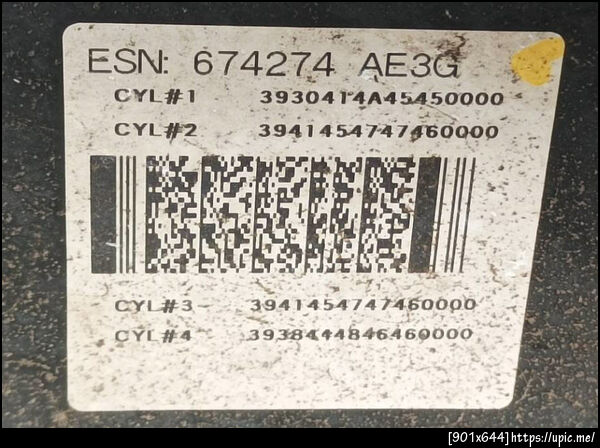 ESN: 674274 AE3G
CYL#1 3930414A45450000
CYL#2 3941454747460000
CYL#3 3941454747460000
CYL#4 3938444846460000
[901x644]https://upic.me/